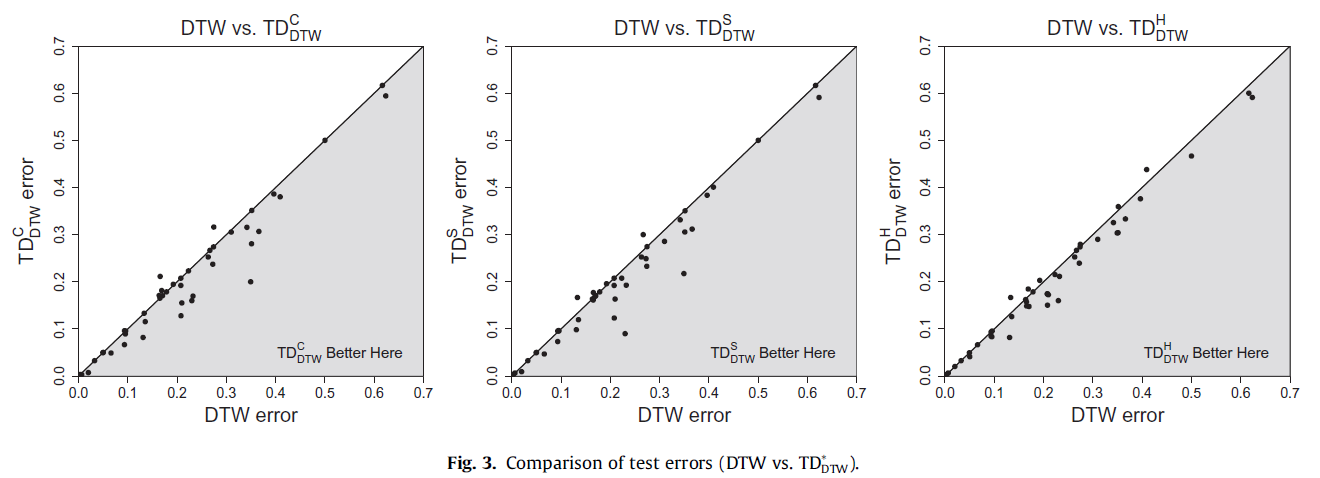 DTW vs. TD^C_DTW
0.7
0.6
0.5
0.4
0.3
0.2
0.1
0.0
TD^C_DTW error
TD^C_DTW Better Here
0.0 0.1 0.2 0.3 0.4 0.5 0.6 0.7
DTW error
DTW vs. TD^S_DTW
0.7
0.6
0.5
0.4
0.3
0.2
0.1
0.0
TD^S_DTW error
TD^S_DTW Better Here
0.0 0.1 0.2 0.3 0.4 0.5 0.6 0.7
DTW error
DTW vs. TD^H_DTW
0.7
0.6
0.5
0.4
0.3
0.2
0.1
0.0
TD^H_DTW error
TD^H_DTW Better Here
0.0 0.1 0.2 0.3 0.4 0.5 0.6 0.7
DTW error
Fig. 3. Comparison of test errors (DTW vs. TD^*_DTW).